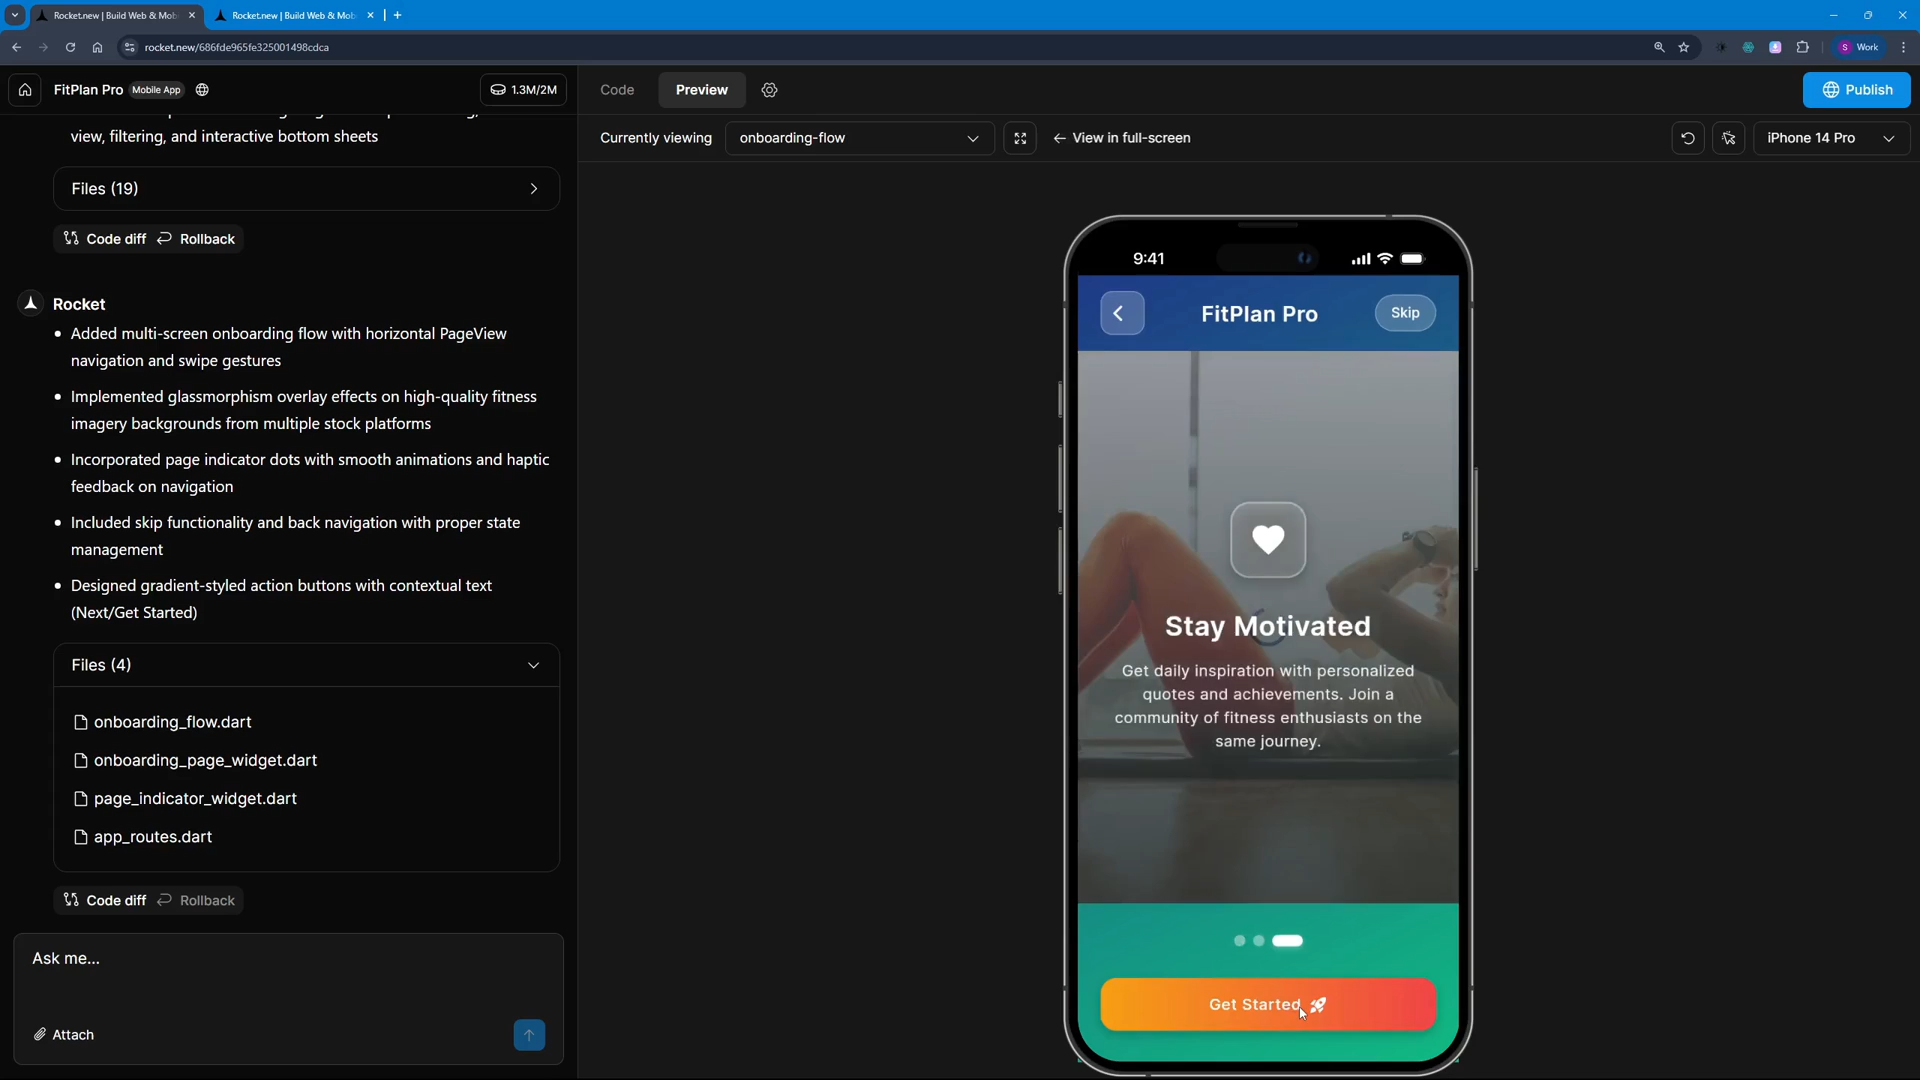 Rocket.new | Build Web & Mob
Rocket.new | Build Web & Mob
rocket.new/686fde965fe325001498cdca
S Work
FitPlan Pro Mobile App
1.3M/2M
view, filtering, and interactive bottom sheets
Files (19)
Code diff Rollback
Rocket
• Added multi-screen onboarding flow with horizontal PageView
navigation and swipe gestures
• Implemented glassmorphism overlay effects on high-quality fitness
imagery backgrounds from multiple stock platforms
• Incorporated page indicator dots with smooth animations and haptic
feedback on navigation
• Included skip functionality and back navigation with proper state
management
• Designed gradient-styled action buttons with contextual text
(Next/Get Started)
Files (4)
onboarding_flow.dart
onboarding_page_widget.dart
page_indicator_widget.dart
app_routes.dart
Code diff Rollback
Ask me...
Attach
Code Preview
Publish
Currently viewing onboarding-flow
← View in full-screen
iPhone 14 Pro
9:41
FitPlan Pro
Skip
Stay Motivated
Get daily inspiration with personalized
quotes and achievements. Join a
community of fitness enthusiasts on the
same journey.
Get Started 🚀